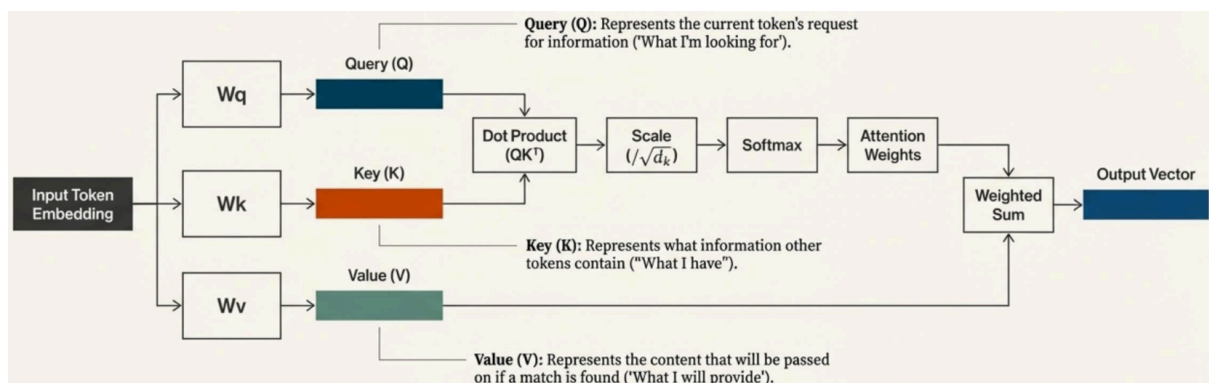 Query (Q): Represents the current token's request
for information ('What I'm looking for').
Query (Q)
Wq
Dot Product
(QKᵀ)
Scale
(/√dₖ)
Softmax
Attention
Weights
Input Token
Embedding
Key (K)
Wk
Weighted
Sum
Output Vector
Key (K): Represents what information other
tokens contain ("What I have").
Value (V)
Wv
Value (V): Represents the content that will be passed
on if a match is found ('What I will provide').